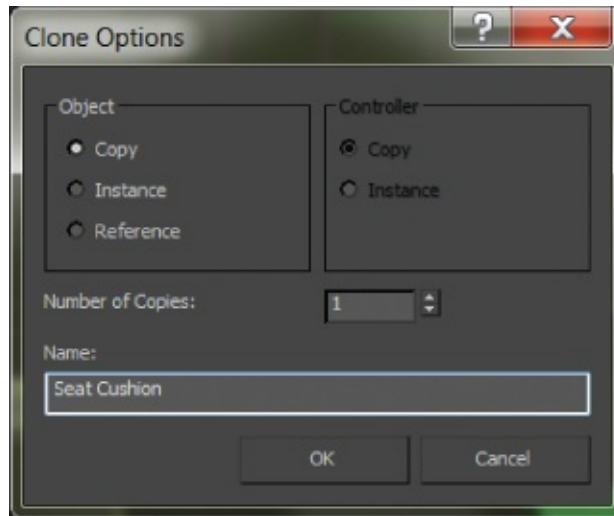 Clone Options
?
X
Object
Controller
Copy
Copy
Instance
Instance
Reference
Number of Copies:
1
Name:
Seat Cushion
OK
Cancel